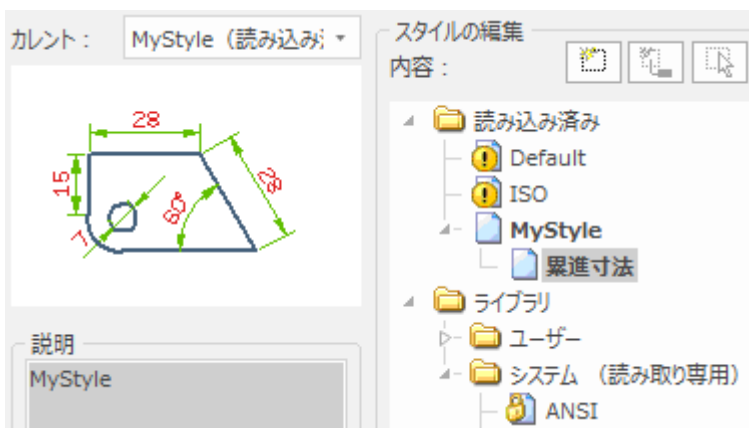 カレント：
MyStyle（読み込み済
28
15
7
60°
28
説明
MyStyle
スタイルの編集
内容：
読み込み済み
Default
ISO
MyStyle
累進寸法
ライブラリ
ユーザー
システム （読み取り専用）
ANSI